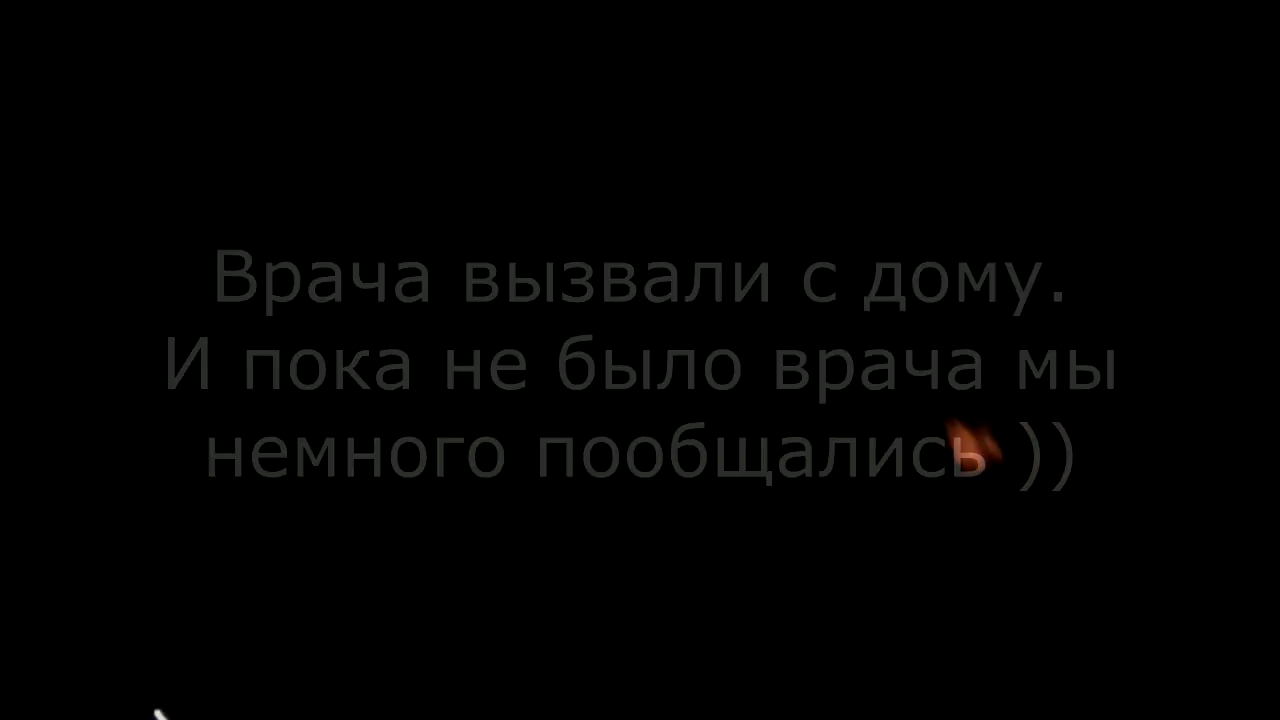 Врача вызвали с дому.
И пока не было врача мы
немного пообщались ))